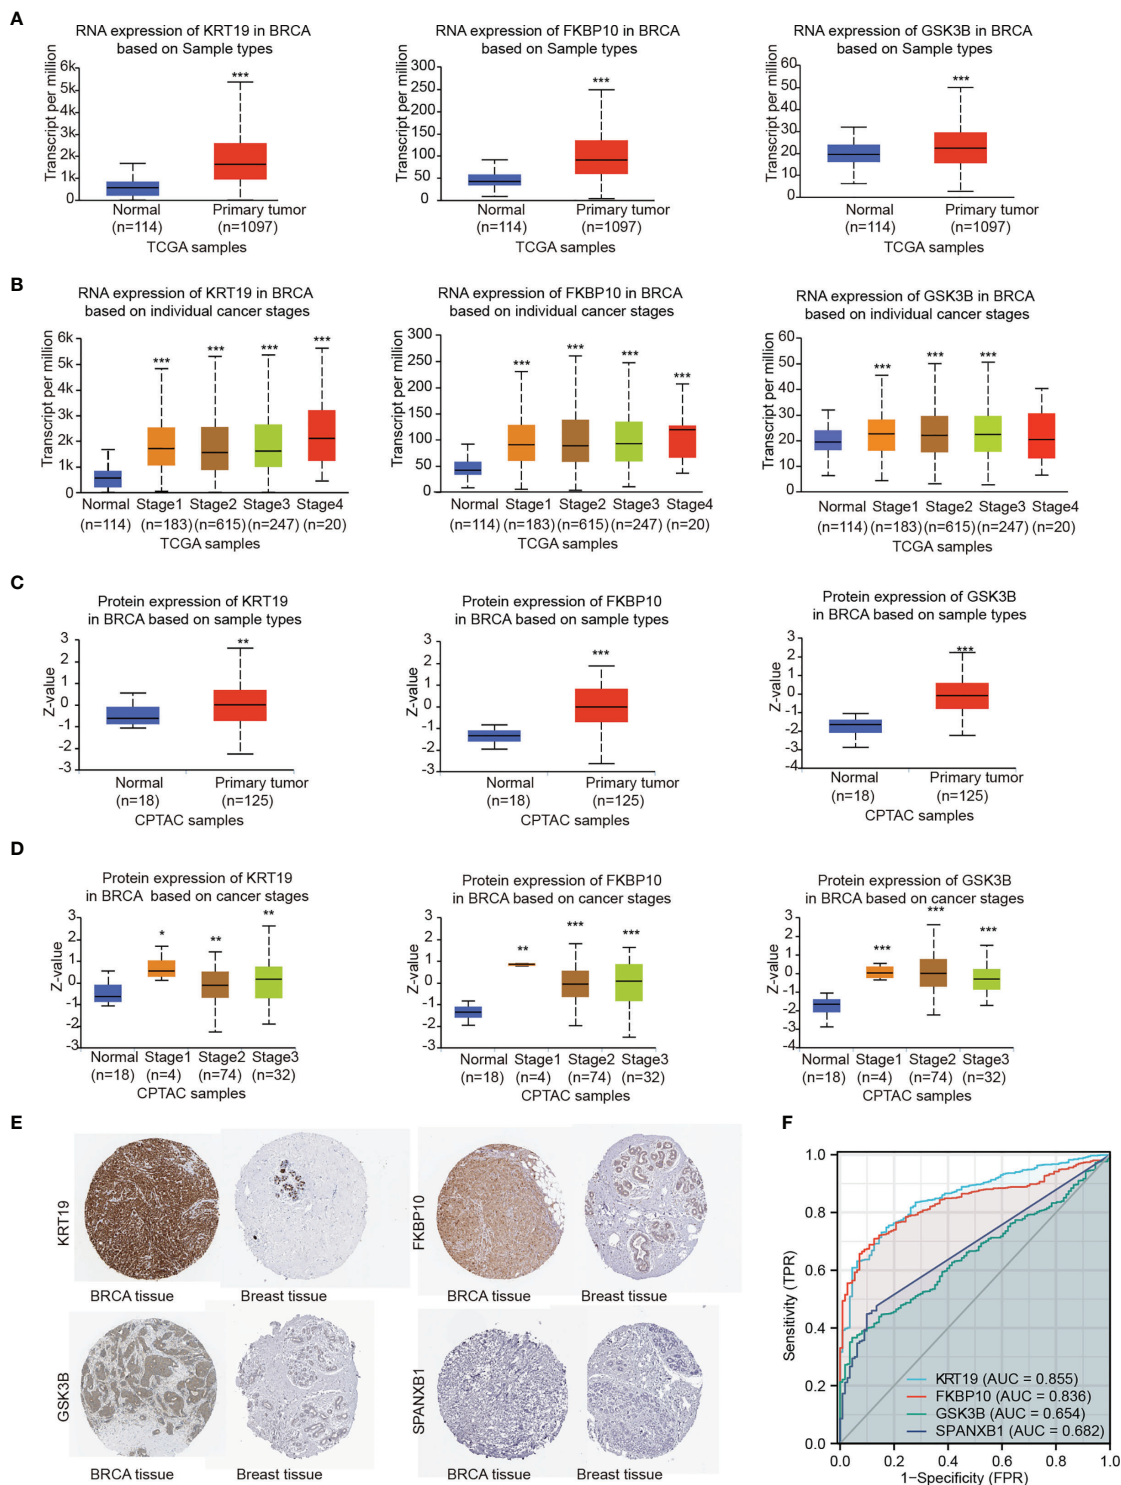 A
RNA expression of KRT19 in BRCA
based on Sample types
Transcript per million
6k
5k
4k
3k
2k
1k
0
***
Normal
(n=114)
Primary tumor
(n=1097)
TCGA samples
RNA expression of FKBP10 in BRCA
based on Sample types
Transcript per million
300
250
200
150
100
50
0
***
Normal
(n=114)
Primary tumor
(n=1097)
TCGA samples
RNA expression of GSK3B in BRCA
based on Sample types
Transcript per million
60
50
40
30
20
10
0
***
Normal
(n=114)
Primary tumor
(n=1097)
TCGA samples
B
RNA expression of KRT19 in BRCA
based on individual cancer stages
Transcript per million
6k
5k
4k
3k
2k
1k
0
*** *** *** ***
Normal Stage1 Stage2 Stage3 Stage4
(n=114) (n=183) (n=615) (n=247) (n=20)
TCGA samples
RNA expression of FKBP10 in BRCA
based on individual cancer stages
Transcript per million
300
250
200
150
100
50
0
*** *** *** ***
Normal Stage1 Stage2 Stage3 Stage4
(n=114) (n=183) (n=615) (n=247) (n=20)
TCGA samples
RNA expression of GSK3B in BRCA
based on individual cancer stages
Transcript per million
60
50
40
30
20
10
0
*** *** ***
Normal Stage1 Stage2 Stage3 Stage4
(n=114) (n=183) (n=615) (n=247) (n=20)
TCGA samples
C
Protein expression of KRT19
in BRCA based on sample types
Z-value
3
2
1
0
-1
-2
-3
**
Normal
(n=18)
Primary tumor
(n=125)
CPTAC samples
Protein expression of FKBP10
in BRCA based on sample types
Z-value
3
2
1
0
-1
-2
-3
***
Normal
(n=18)
Primary tumor
(n=125)
CPTAC samples
Protein expression of GSK3B
in BRCA based on sample types
Z-value
3
2
1
0
-1
-2
-3
-4
***
Normal
(n=18)
Primary tumor
(n=125)
CPTAC samples
D
Protein expression of KRT19
in BRCA based on cancer stages
Z-value
3
2
1
0
-1
-2
-3
* ** **
Normal Stage1 Stage2 Stage3
(n=18) (n=4) (n=74) (n=32)
CPTAC samples
Protein expression of FKBP10
in BRCA based on cancer stages
Z-value
3
2
1
0
-1
-2
-3
** *** ***
Normal Stage1 Stage2 Stage3
(n=18) (n=4) (n=74) (n=32)
CPTAC samples
Protein expression of GSK3B
in BRCA based on cancer stages
Z-value
3
2
1
0
-1
-2
-3
-4
*** *** ***
Normal Stage1 Stage2 Stage3
(n=18) (n=4) (n=74) (n=32)
CPTAC samples
E
KRT19
BRCA tissue
Breast tissue
FKBP10
BRCA tissue
Breast tissue
GSK3B
BRCA tissue
Breast tissue
SPANXB1
BRCA tissue
Breast tissue
F
Sensitivity (TPR)
1.0
0.8
0.6
0.4
0.2
0.0
KRT19 (AUC = 0.855)
FKBP10 (AUC = 0.836)
GSK3B (AUC = 0.654)
SPANXB1 (AUC = 0.682)
0.0 0.2 0.4 0.6 0.8 1.0
1−Specificity (FPR)